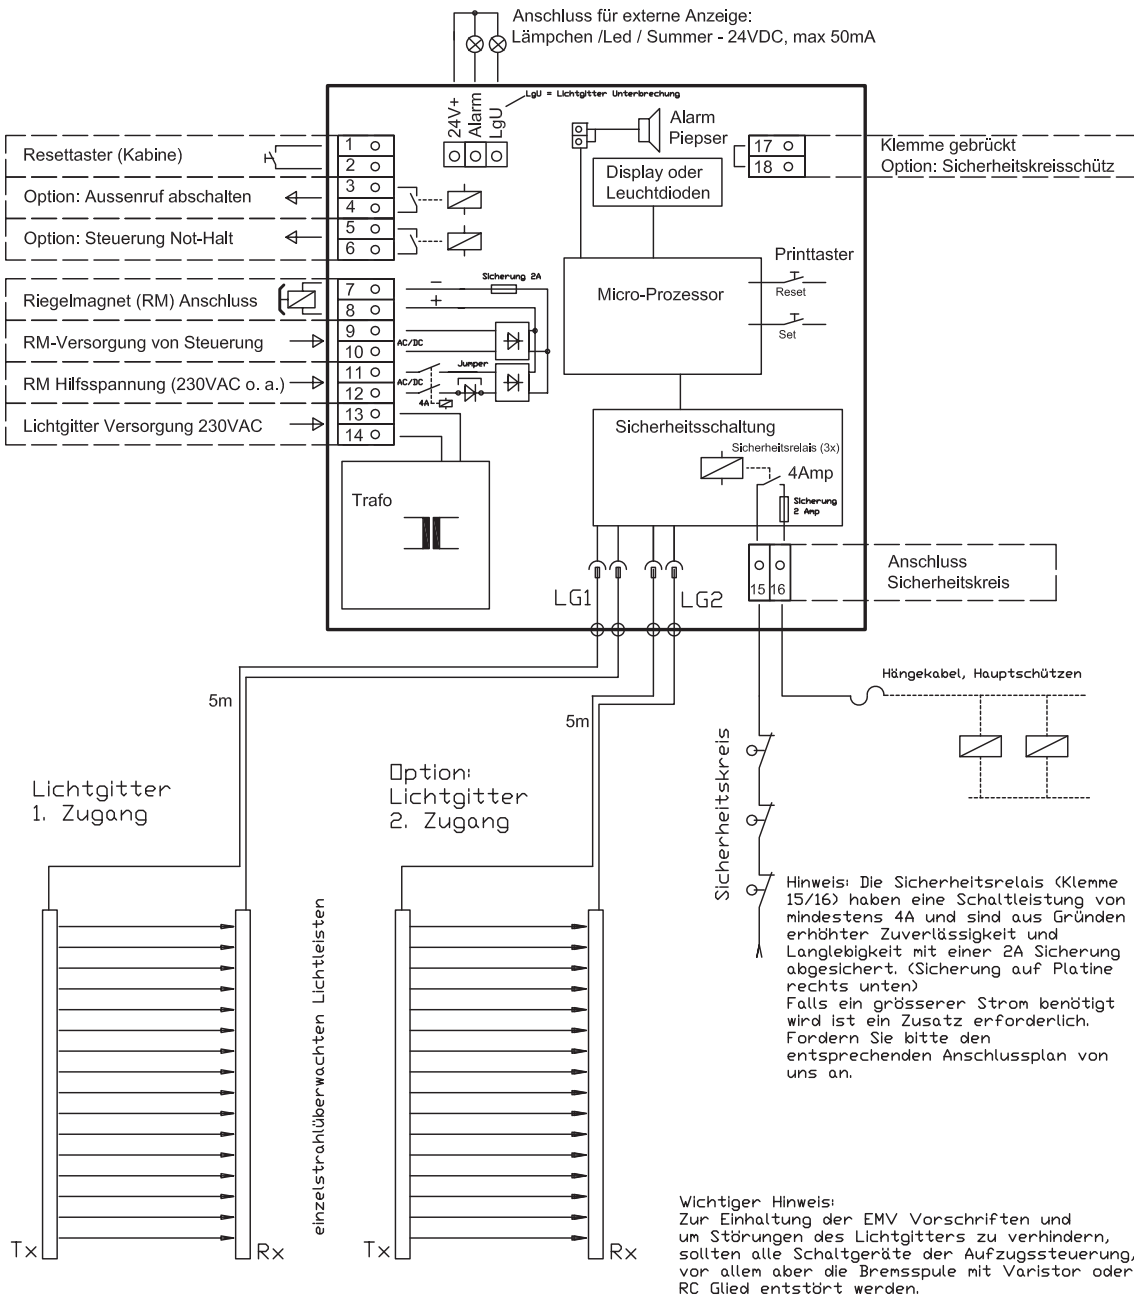 Anschluss für externe Anzeige:
Lämpchen /Led / Summer - 24VDC, max 50mA
LgU = Lichtgitter Unterbrechung
24V+
Alarm
LgU
Alarm
Piepser
Display oder
Leuchtdioden
17
18
Klemme gebrückt
Option: Sicherheitskreisschütz
Resettaster (Kabine)
1
2
Option: Aussenruf abschalten
3
4
Option: Steuerung Not-Halt
5
6
Printtaster
Reset
Set
Micro-Prozessor
Riegelmagnet (RM) Anschluss
7
8
Sicherung 2A
−
+
RM-Versorgung von Steuerung
9
10
AC/DC
RM Hilfsspannung (230VAC o. a.)
11
12
AC/DC
Jumper
4A
Lichtgitter Versorgung 230VAC
13
14
Trafo
Sicherheitsschaltung
Sicherheitsrelais (3x)
4Amp
Sicherung
2 Amp
15
16
Anschluss
Sicherheitskreis
LG1
LG2
5m
5m
Hängekabel, Hauptschützen
Sicherheitskreis
Lichtgitter
1. Zugang
Option:
Lichtgitter
2. Zugang
einzelstrahlüberwachten Lichtleisten
Tx
Rx
Tx
Rx
Hinweis: Die Sicherheitsrelais (Klemme
15/16) haben eine Schaltleistung von
mindestens 4A und sind aus Gründen
erhöhter Zuverlässigkeit und
Langlebigkeit mit einer 2A Sicherung
abgesichert. (Sicherung auf Platine
rechts unten)
Falls ein grösserer Strom benötigt
wird ist ein Zusatz erforderlich.
Fordern Sie bitte den
entsprechenden Anschlussplan von
uns an.
Wichtiger Hinweis:
Zur Einhaltung der EMV Vorschriften und
um Störungen des Lichtgitters zu verhindern,
sollten alle Schaltgeräte der Aufzugssteuerung,
vor allem aber die Bremsspule mit Varistor oder
RC Glied entstört werden.